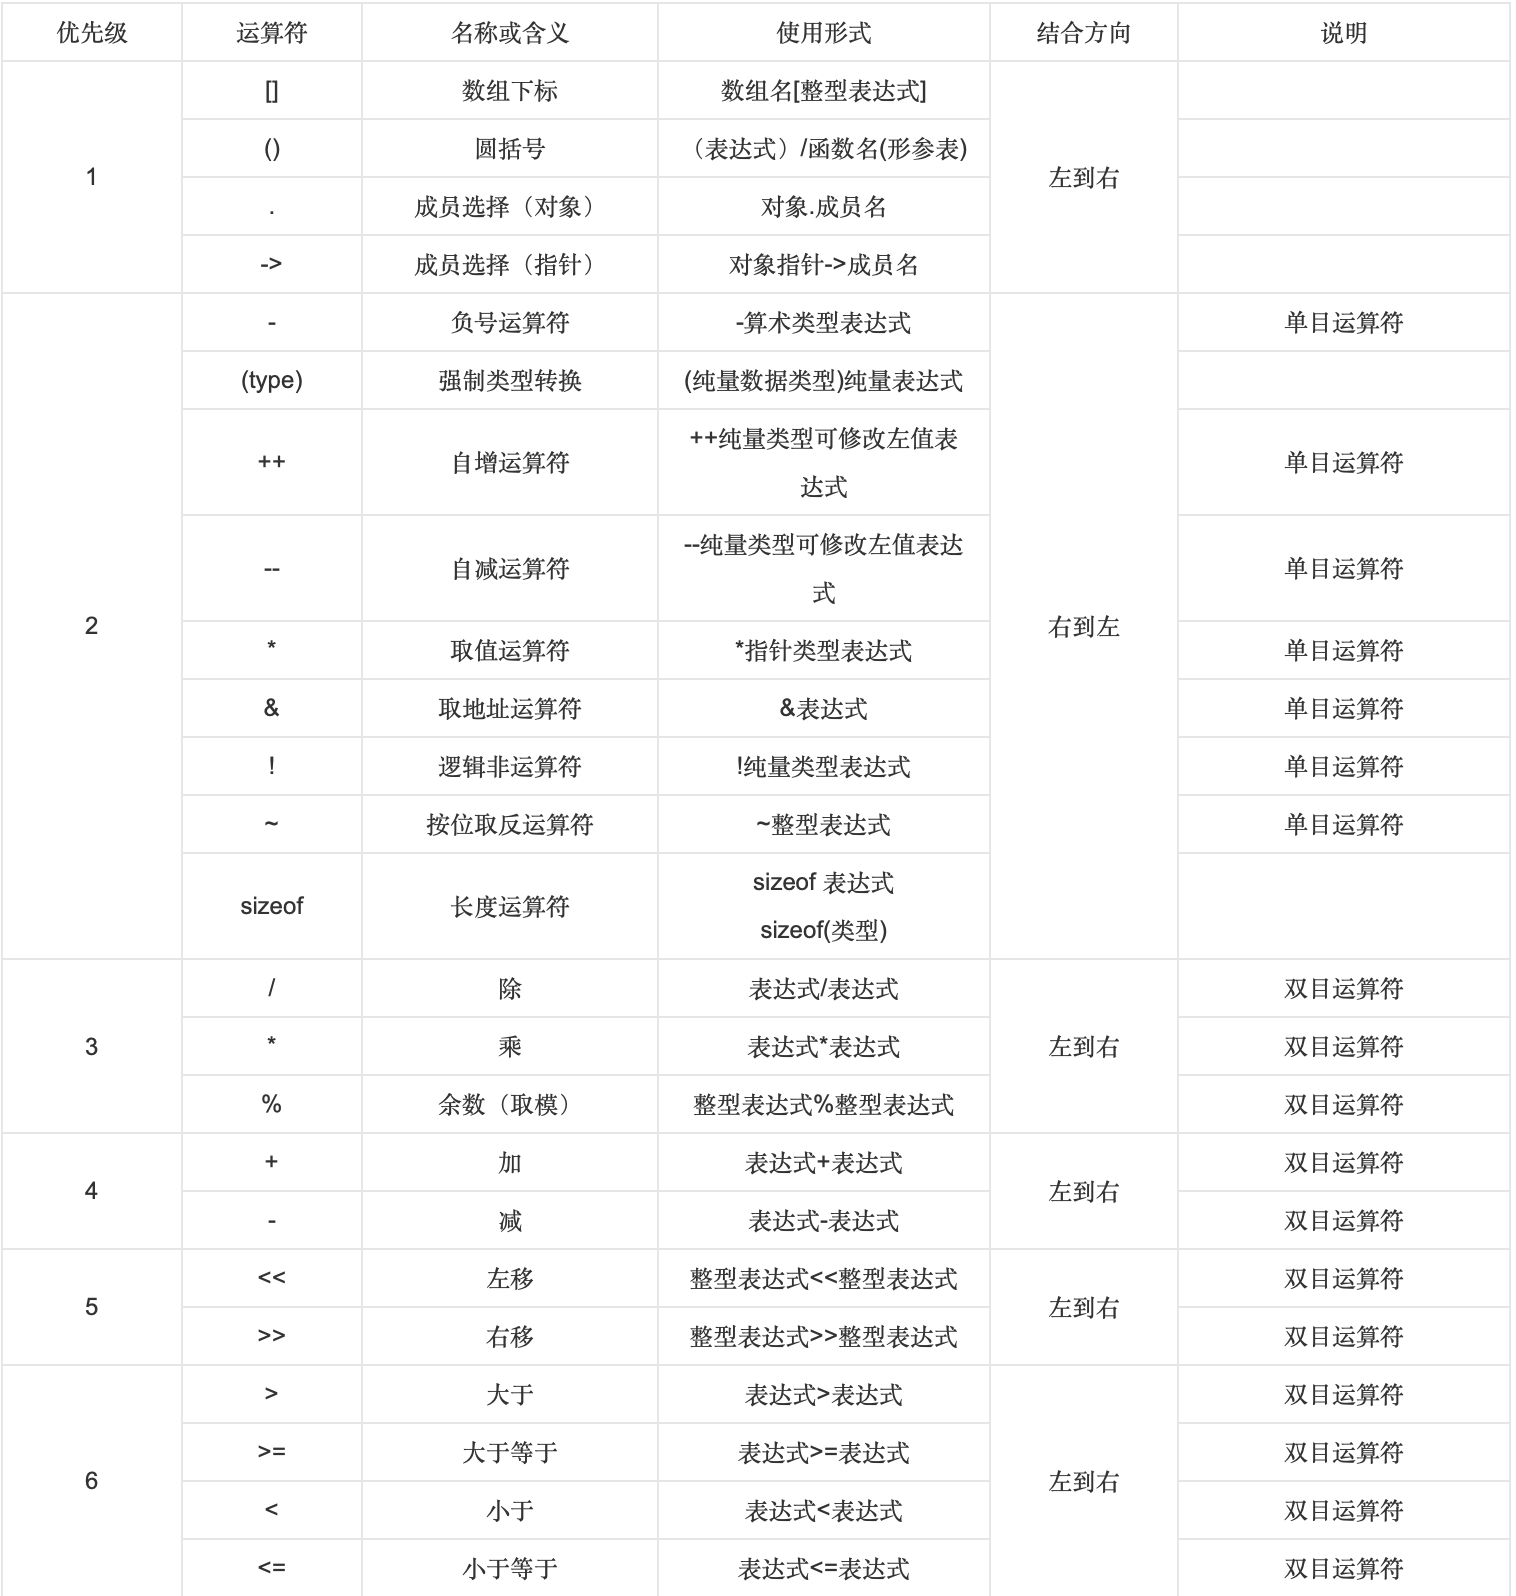 优先级 运算符 名称或含义 使用形式 结合方向 说明
1 [] 数组下标 数组名[整型表达式] 左到右
() 圆括号 （表达式）/函数名(形参表)
. 成员选择（对象） 对象.成员名
-> 成员选择（指针） 对象指针->成员名
2 - 负号运算符 -算术类型表达式 右到左 单目运算符
(type) 强制类型转换 (纯量数据类型)纯量表达式
++ 自增运算符 ++纯量类型可修改左值表
达式 单目运算符
-- 自减运算符 --纯量类型可修改左值表达
式 单目运算符
* 取值运算符 *指针类型表达式 单目运算符
& 取地址运算符 &表达式 单目运算符
! 逻辑非运算符 !纯量类型表达式 单目运算符
~ 按位取反运算符 ~整型表达式 单目运算符
sizeof 长度运算符 sizeof 表达式
sizeof(类型)
3 / 除 表达式/表达式 左到右 双目运算符
* 乘 表达式*表达式 双目运算符
% 余数（取模） 整型表达式%整型表达式 双目运算符
4 + 加 表达式+表达式 左到右 双目运算符
- 减 表达式-表达式 双目运算符
5 << 左移 整型表达式<<整型表达式 左到右 双目运算符
>> 右移 整型表达式>>整型表达式 双目运算符
6 > 大于 表达式>表达式 左到右 双目运算符
>= 大于等于 表达式>=表达式 双目运算符
< 小于 表达式<表达式 双目运算符
<= 小于等于 表达式<=表达式 双目运算符